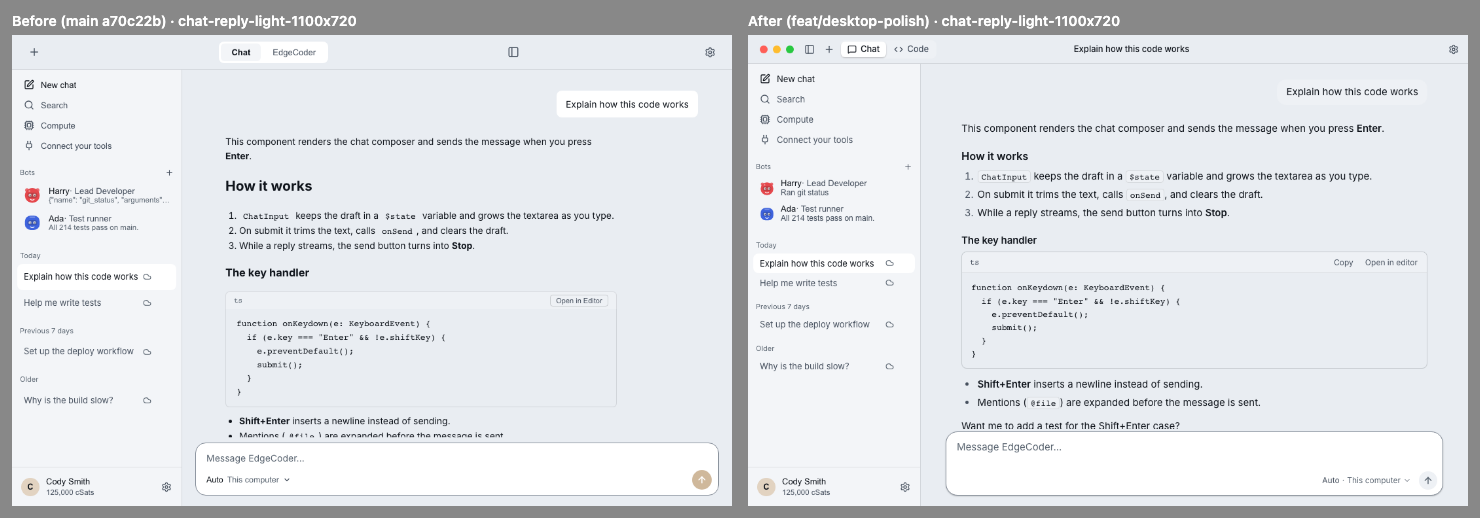 Before (main a70c22b) · chat-reply-light-1100x720
Chat
EdgeCoder
New chat
Search
Compute
Connect your tools
Bots
Harry· Lead Developer
{"name": "git_status", "arguments"...
Ada· Test runner
All 214 tests pass on main.
Today
Explain how this code works
Help me write tests
Previous 7 days
Set up the deploy workflow
Older
Why is the build slow?
C
Cody Smith
125,000 cSats
Explain how this code works
This component renders the chat composer and sends the message when you press
Enter.
How it works
1. ChatInput keeps the draft in a $state variable and grows the textarea as you type.
2. On submit it trims the text, calls onSend, and clears the draft.
3. While a reply streams, the send button turns into Stop.
The key handler
ts
Open in Editor
function onKeydown(e: KeyboardEvent) {
if (e.key === "Enter" && !e.shiftKey) {
e.preventDefault();
submit();
}
}
• Shift+Enter inserts a newline instead of sending.
• Mentions ( @file ) are expanded before the message is sent.
Message EdgeCoder...
Auto This computer
After (feat/desktop-polish) · chat-reply-light-1100x720
Chat
Code
Explain how this code works
New chat
Search
Compute
Connect your tools
Bots
Harry· Lead Developer
Ran git status
Ada· Test runner
All 214 tests pass on main.
Today
Explain how this code works
Help me write tests
Previous 7 days
Set up the deploy workflow
Older
Why is the build slow?
C
Cody Smith
125,000 cSats
Explain how this code works
This component renders the chat composer and sends the message when you press Enter.
How it works
1. ChatInput keeps the draft in a $state variable and grows the textarea as you type.
2. On submit it trims the text, calls onSend , and clears the draft.
3. While a reply streams, the send button turns into Stop.
The key handler
ts
Copy
Open in editor
function onKeydown(e: KeyboardEvent) {
if (e.key === "Enter" && !e.shiftKey) {
e.preventDefault();
submit();
}
}
• Shift+Enter inserts a newline instead of sending.
• Mentions ( @file ) are expanded before the message is sent.
Want me to add a test for the Shift+Enter case?
Message EdgeCoder...
Auto · This computer